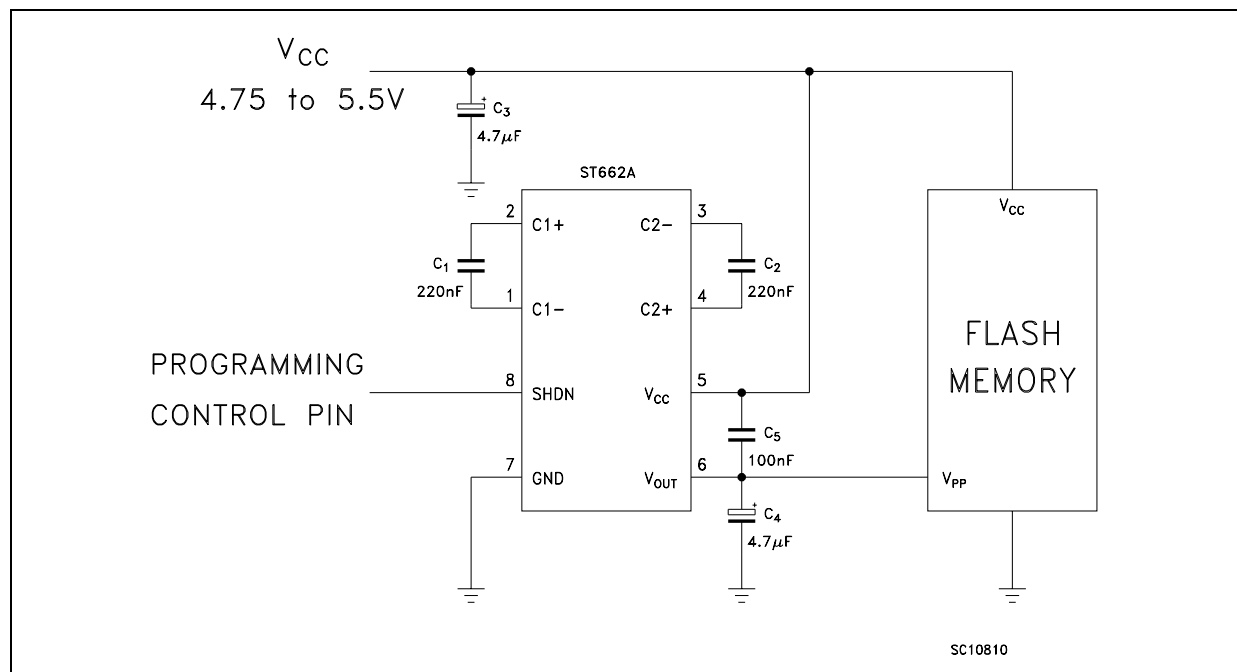 V_CC
4.75 to 5.5V
C_3
4.7μF
ST662A
2
C1+
C2-
3
C_1
220nF
C_2
220nF
1
C1-
C2+
4
V_CC
FLASH
MEMORY
PROGRAMMING
CONTROL PIN
8
SHDN
V_CC
5
C_5
100nF
7
GND
V_OUT
6
V_PP
C_4
4.7μF
SC10810